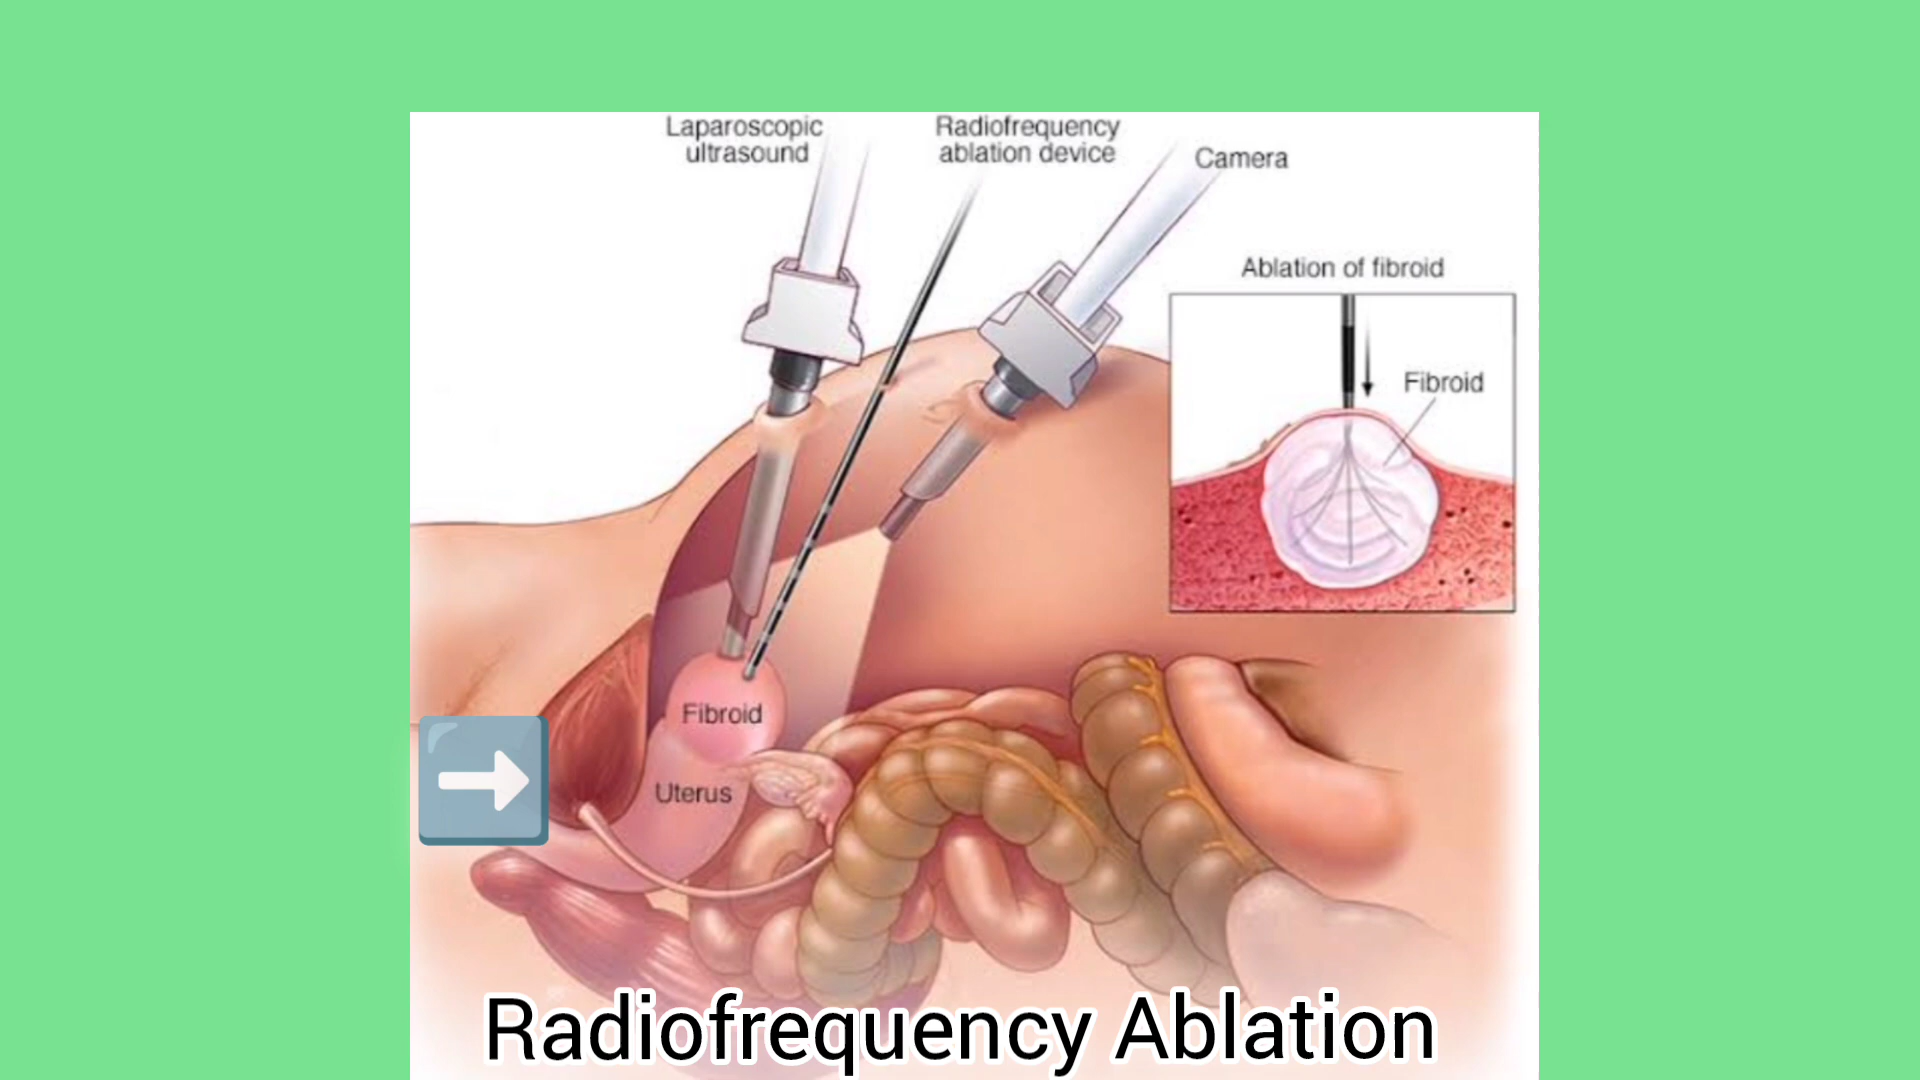 Laparoscopic
ultrasound
Radiofrequency
ablation device
Camera
Ablation of fibroid
Fibroid
Fibroid
Uterus
Radiofrequency Ablation